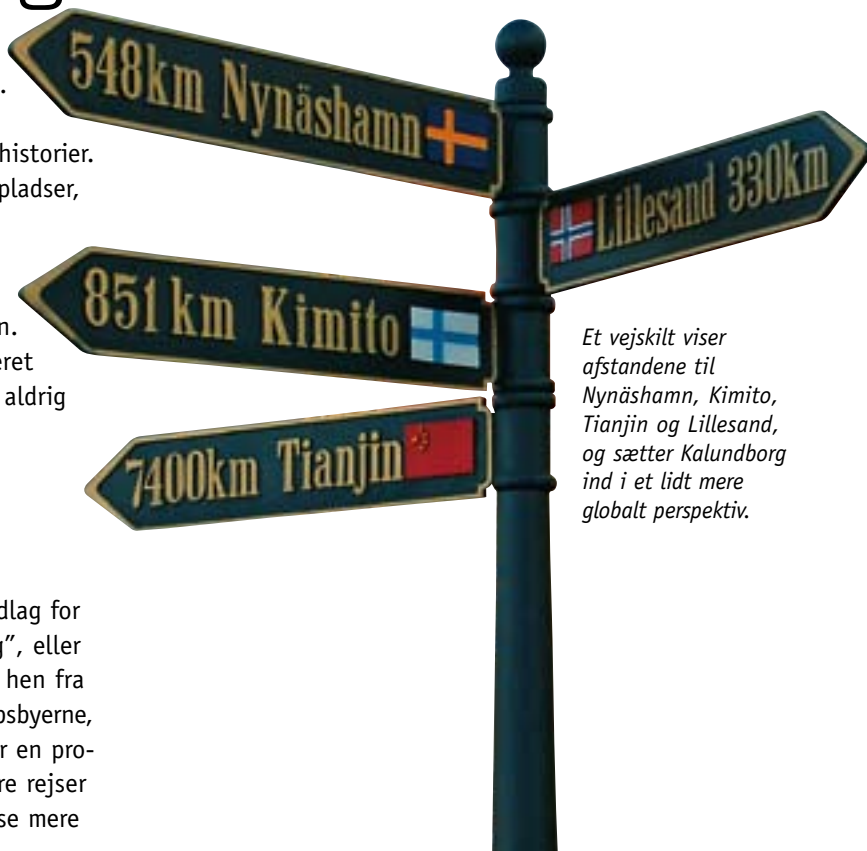 548km Nynäshamn
historier.
pladser,
Lillesand 330km
851km Kimito
n.
eret
aldrig
7400km Tianjin
Et vejskilt viser
afstandene til
Nynäshamn, Kimito,
Tianjin og Lillesand,
og sætter Kalundborg
ind i et lidt mere
globalt perspektiv.
dlag for
g”, eller
hen fra
sbyerne,
r en pro-
re rejser
se mere